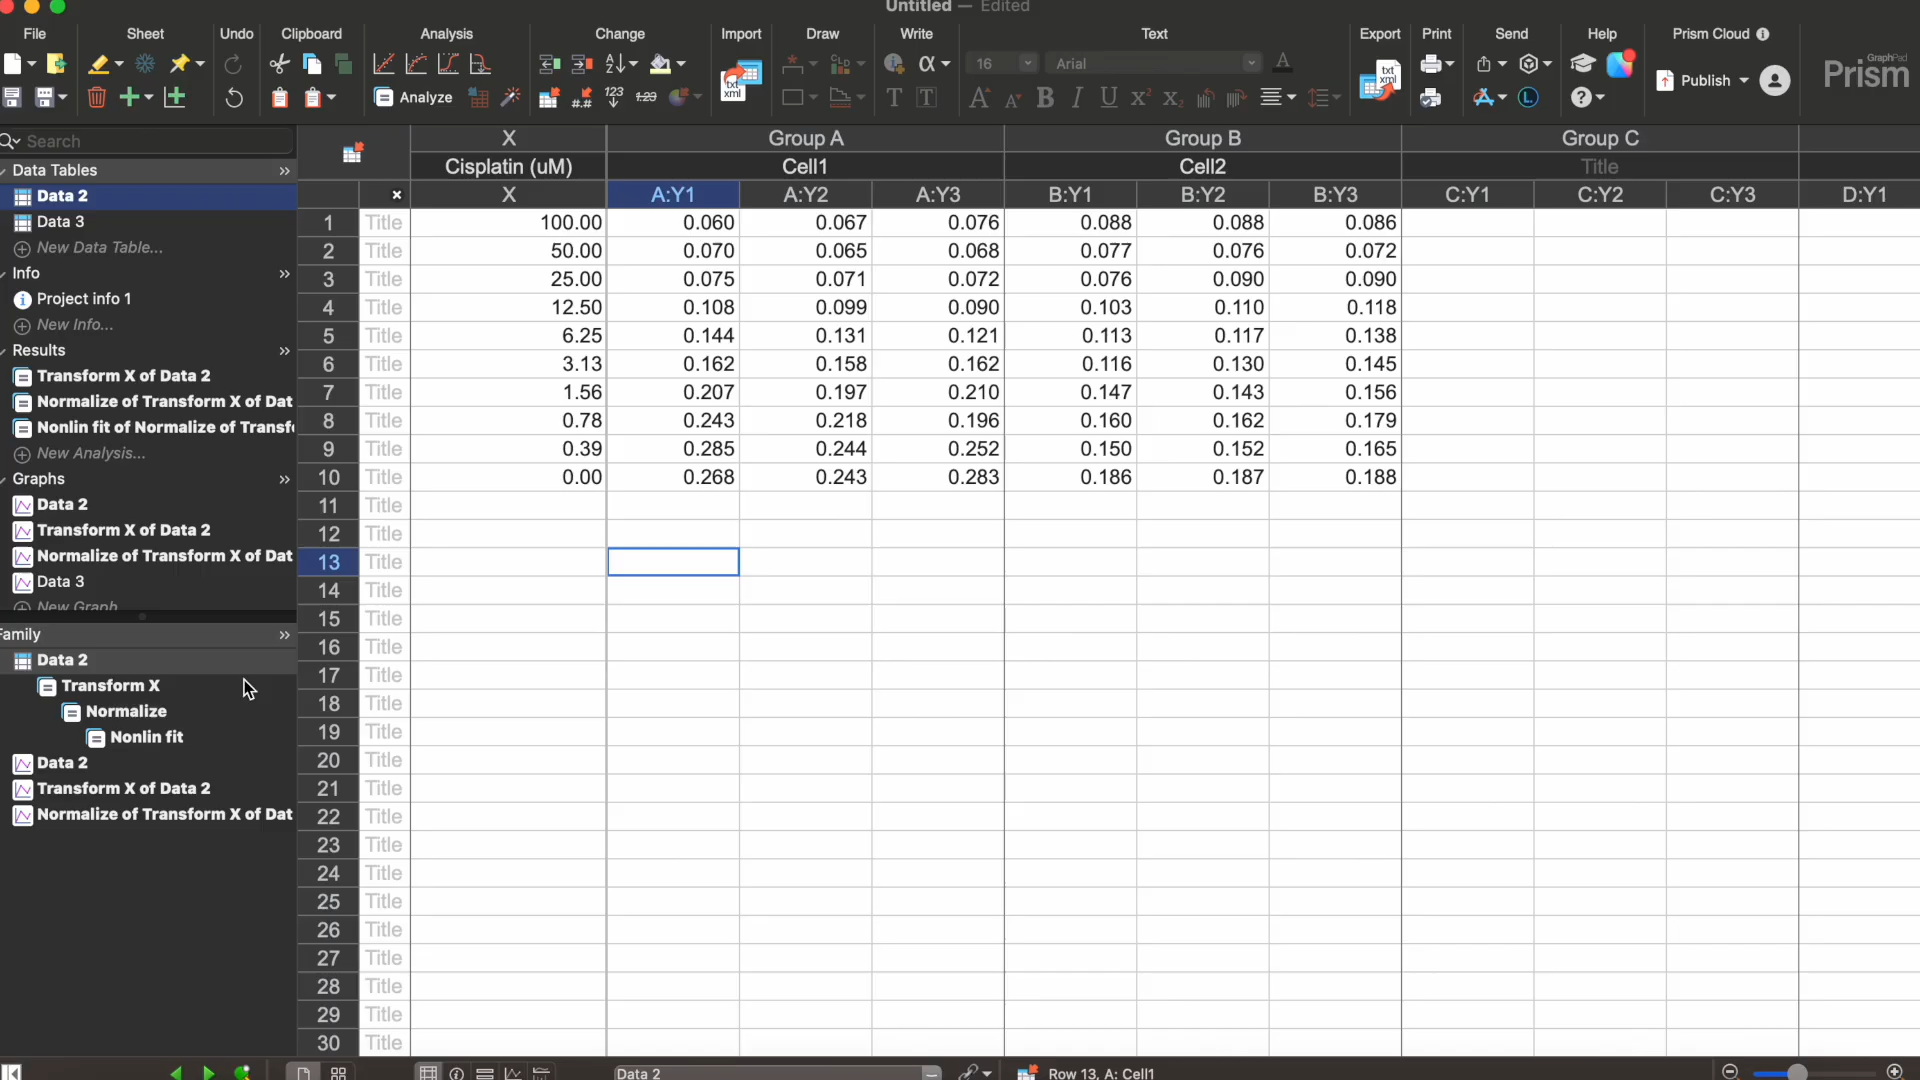 Untitled — Edited
File Sheet Undo Clipboard Analysis Change Import Draw Write Text Export Print Send Help Prism Cloud
16 Arial
Analyze
Publish
GraphPad
Prism
Search
Data Tables
Data 2
Data 3
New Data Table...
Info
Project info 1
New Info...
Results
Transform X of Data 2
Normalize of Transform X of Dat
Nonlin fit of Normalize of Transf
New Analysis...
Graphs
Data 2
Transform X of Data 2
Normalize of Transform X of Dat
Data 3
New Graph
Family
Data 2
Transform X
Normalize
Nonlin fit
Data 2
Transform X of Data 2
Normalize of Transform X of Dat
X Group A Group B Group C
Cisplatin (uM) Cell1 Cell2 Title
X A:Y1 A:Y2 A:Y3 B:Y1 B:Y2 B:Y3 C:Y1 C:Y2 C:Y3 D:Y1
1 Title 100.00 0.060 0.067 0.076 0.088 0.088 0.086
2 Title 50.00 0.070 0.065 0.068 0.077 0.076 0.072
3 Title 25.00 0.075 0.071 0.072 0.076 0.090 0.090
4 Title 12.50 0.108 0.099 0.090 0.103 0.110 0.118
5 Title 6.25 0.144 0.131 0.121 0.113 0.117 0.138
6 Title 3.13 0.162 0.158 0.162 0.116 0.130 0.145
7 Title 1.56 0.207 0.197 0.210 0.147 0.143 0.156
8 Title 0.78 0.243 0.218 0.196 0.160 0.162 0.179
9 Title 0.39 0.285 0.244 0.252 0.150 0.152 0.165
10 Title 0.00 0.268 0.243 0.283 0.186 0.187 0.188
11 Title
12 Title
13 Title
14 Title
15 Title
16 Title
17 Title
18 Title
19 Title
20 Title
21 Title
22 Title
23 Title
24 Title
25 Title
26 Title
27 Title
28 Title
29 Title
30 Title
Data 2
Row 13, A: Cell1